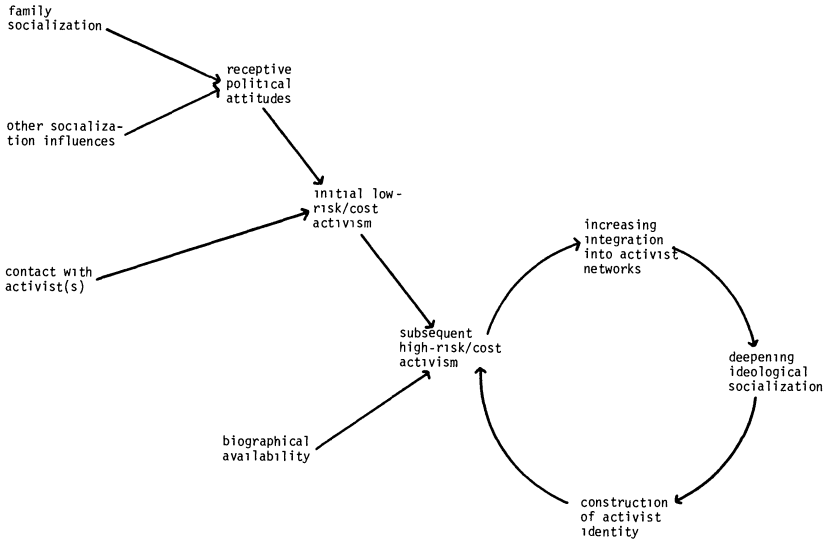 family
socialization
receptive
political
attitudes
other socializa-
tion influences
initial low-
risk/cost
activism
contact with
activist(s)
increasing
integration
into activist
networks
subsequent
high-risk/cost
activism
deepening
ideological
socialization
biographical
availability
construction
of activist
identity